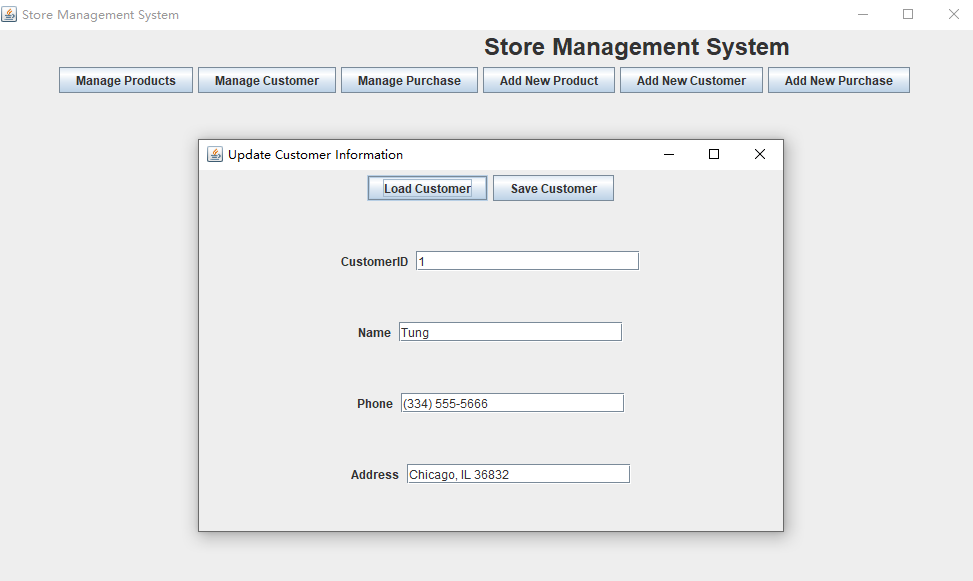 Store Management System
Store Management System
Manage Products Manage Customer Manage Purchase Add New Product Add New Customer Add New Purchase
Update Customer Information
Load Customer Save Customer
CustomerID 1
Name Tung
Phone (334) 555-5666
Address Chicago, IL 36832